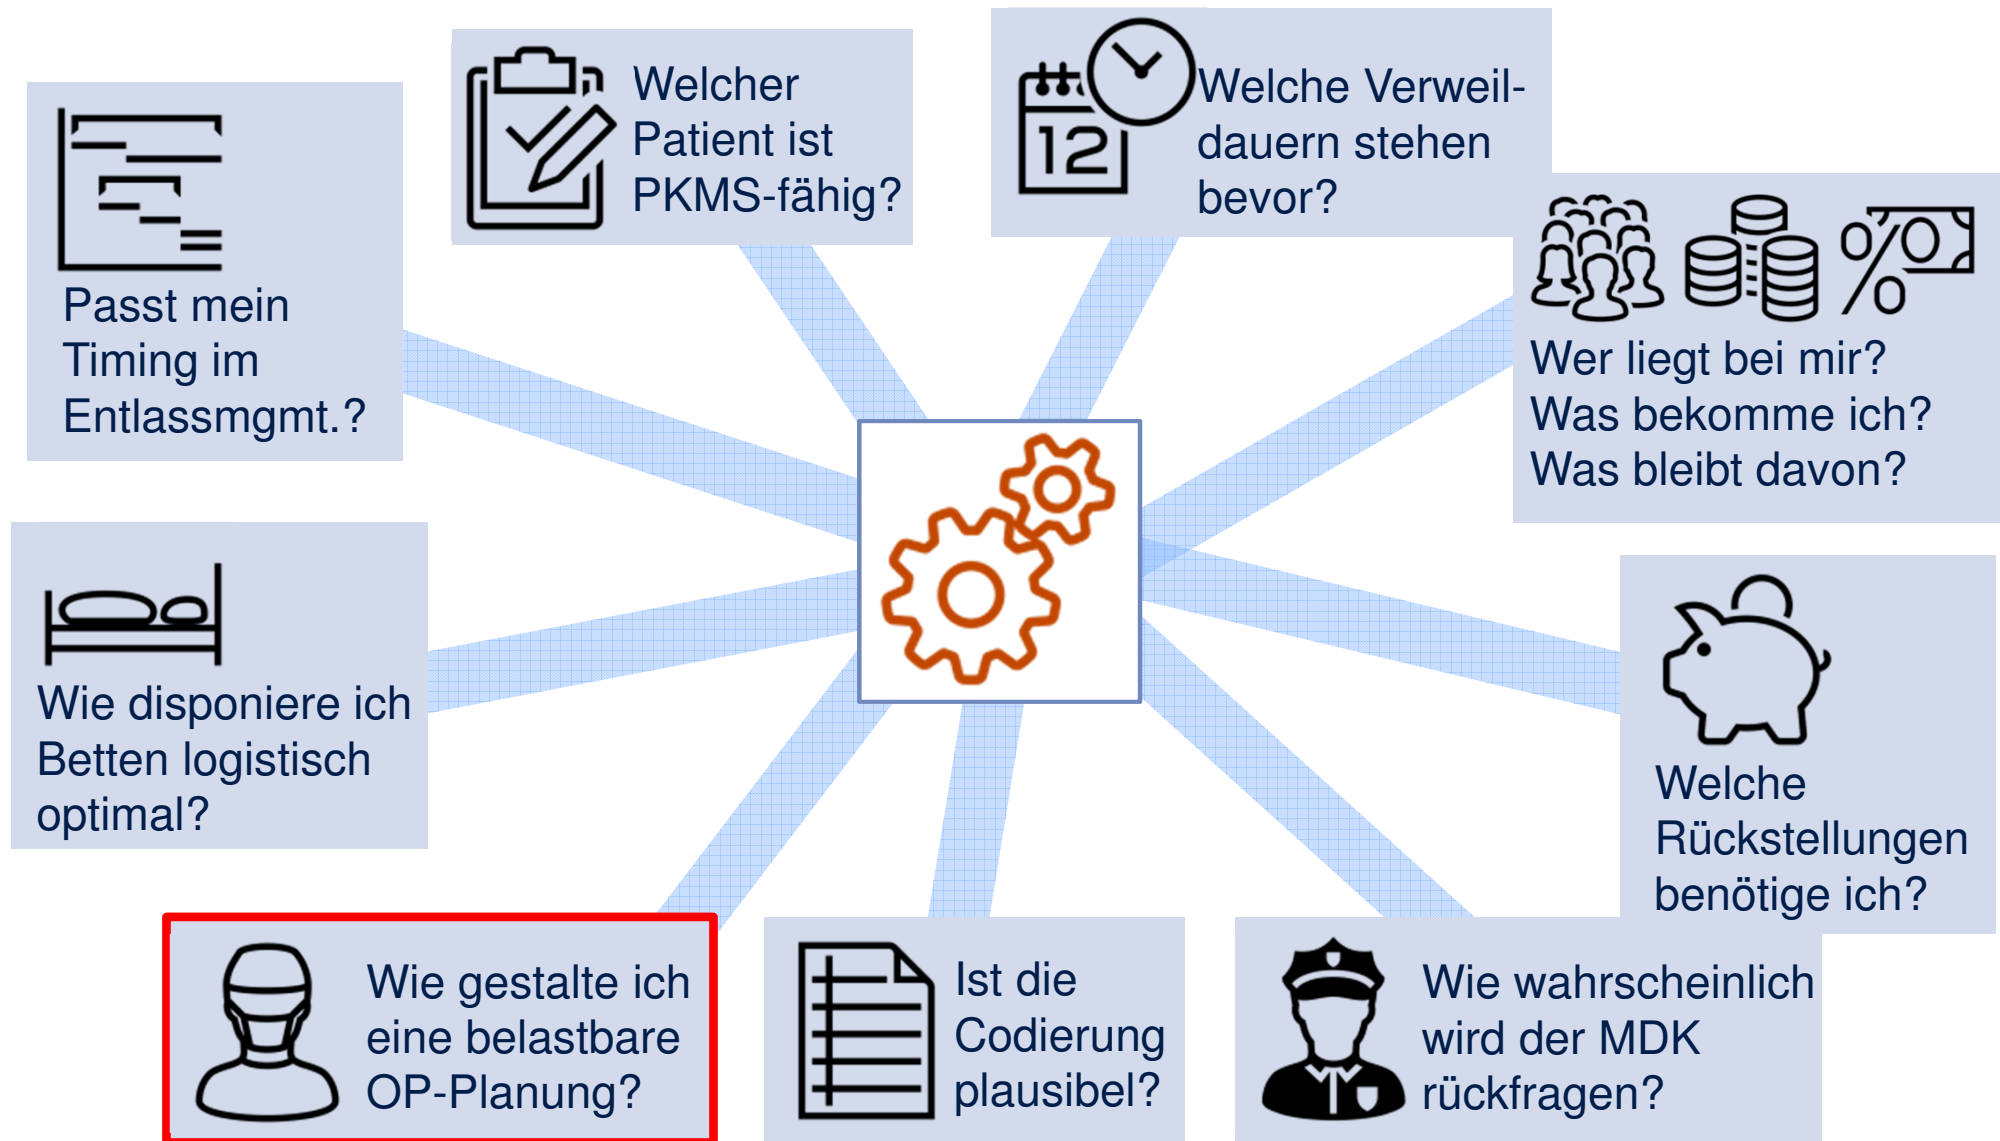 Welcher
Patient ist
PKMS-fähig?
12
Welche Verweil-
dauern stehen
bevor?
Passt mein
Timing im
Entlassmgmt.?
Wer liegt bei mir?
Was bekomme ich?
Was bleibt davon?
Wie disponiere ich
Betten logistisch
optimal?
Welche
Rückstellungen
benötige ich?
Wie gestalte ich
eine belastbare
OP-Planung?
Ist die
Codierung
plausibel?
Wie wahrscheinlich
wird der MDK
rückfragen?